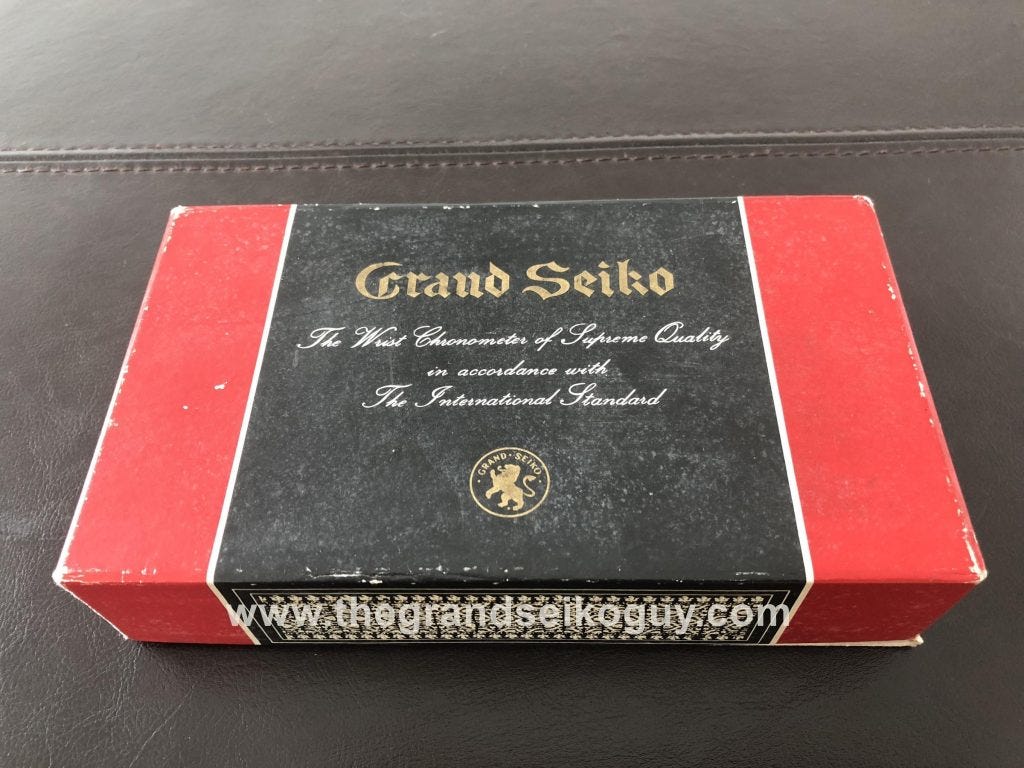 Grand Seiko
The Wrist Chronometer of Supreme Quality
in accordance with
The International Standard
GRAND · SEIKO
www.thegrandseikoguy.com